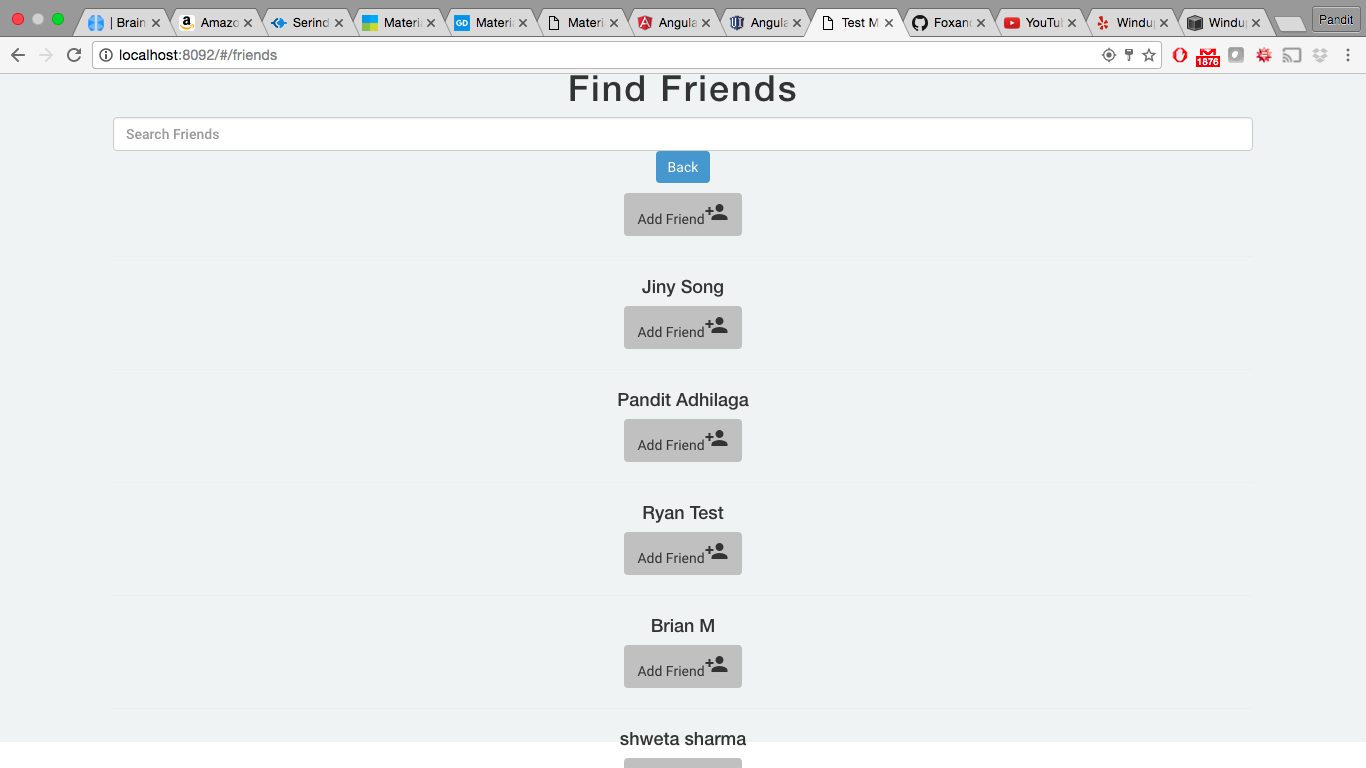 | Brain
Amazo
Serind
Materi
Materi
Materi
Angula
Angula
Test M
Foxan
YouTu
Windu
Windu
Pandit
localhost:8092/#/friends
1876
Find Friends
Search Friends
Back
Add Friend
Jiny Song
Add Friend
Pandit Adhilaga
Add Friend
Ryan Test
Add Friend
Brian M
Add Friend
shweta sharma